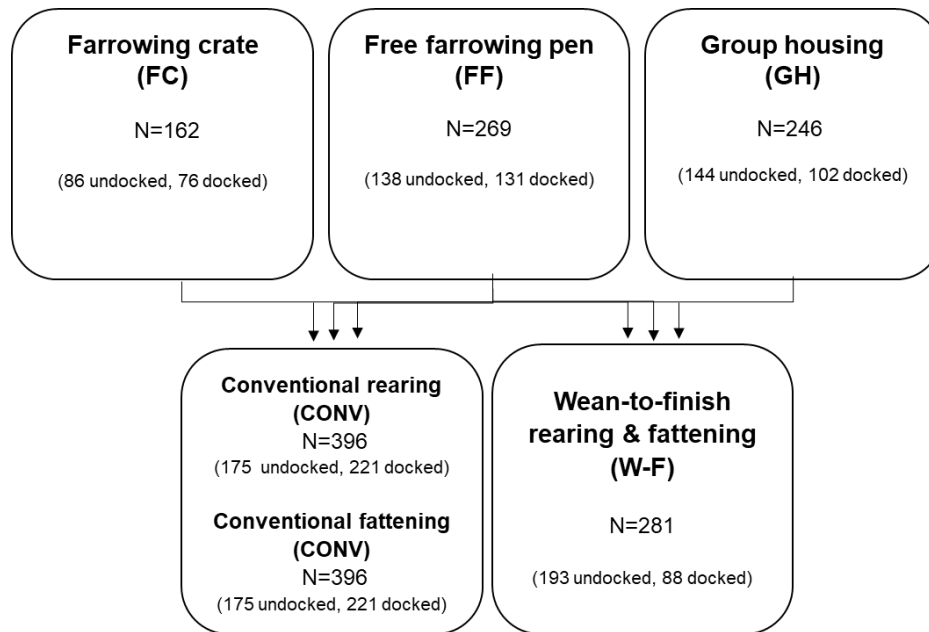 Farrowing crate
(FC)
N=162
(86 undocked, 76 docked)
Free farrowing pen
(FF)
N=269
(138 undocked, 131 docked)
Group housing
(GH)
N=246
(144 undocked, 102 docked)
Conventional rearing
(CONV)
N=396
(175 undocked, 221 docked)
Conventional fattening
(CONV)
N=396
(175 undocked, 221 docked)
Wean-to-finish
rearing & fattening
(W-F)
N=281
(193 undocked, 88 docked)